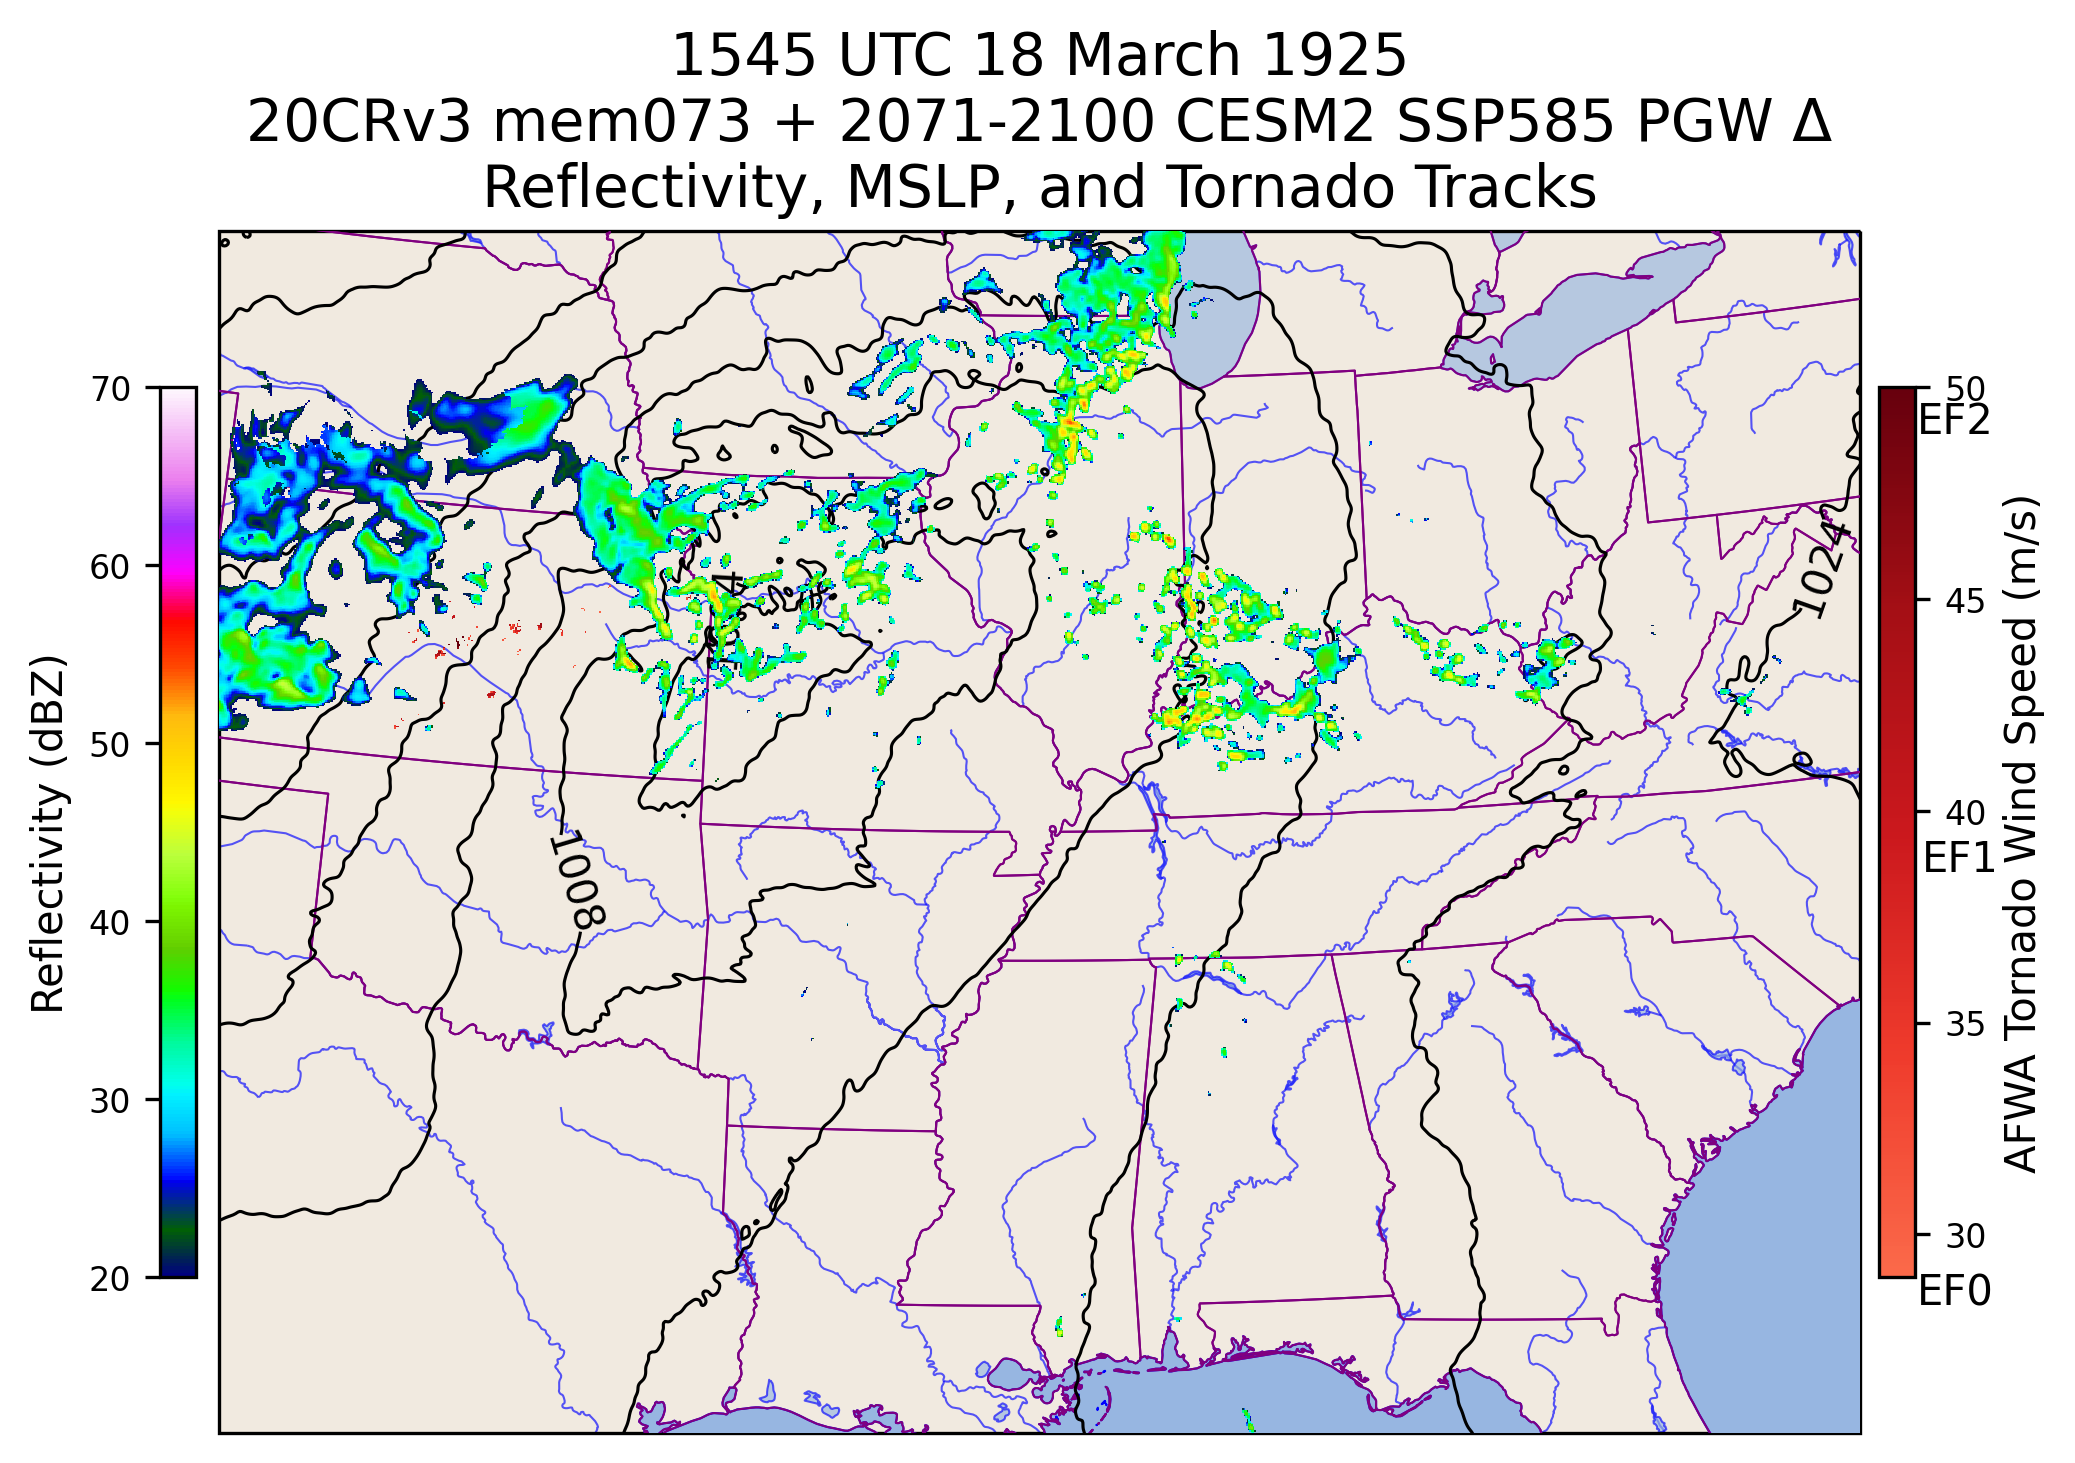 1545 UTC 18 March 1925
20CRv3 mem073 + 2071-2100 CESM2 SSP585 PGW Δ
Reflectivity, MSLP, and Tornado Tracks
70
60
50
40
30
20
Reflectivity (dBZ)
1024
1008
50
EF2
45
40
EF1
35
30
EF0
AFWA Tornado Wind Speed (m/s)